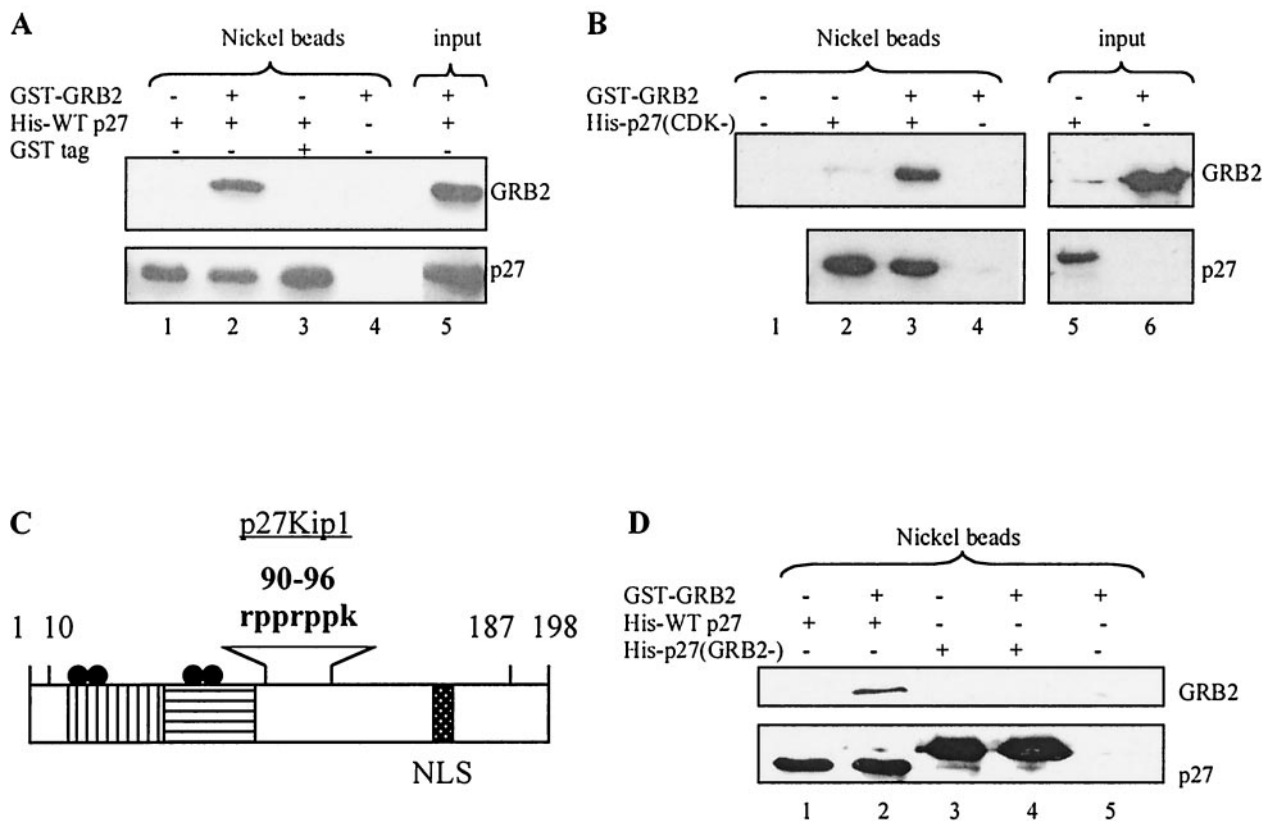 A
Nickel beads input
GST-GRB2 - + - + +
His-WT p27 + + + - +
GST tag - - + - -
GRB2
p27
1 2 3 4 5
B
Nickel beads input
GST-GRB2 - - + + - +
His-p27(CDK-) - + + - + -
GRB2
p27
1 2 3 4 5 6
C
p27Kip1
90-96
rpprppk
1 10 187 198
NLS
D
Nickel beads
GST-GRB2 - + - + +
His-WT p27 + + - - -
His-p27(GRB2-) - - + + -
GRB2
p27
1 2 3 4 5